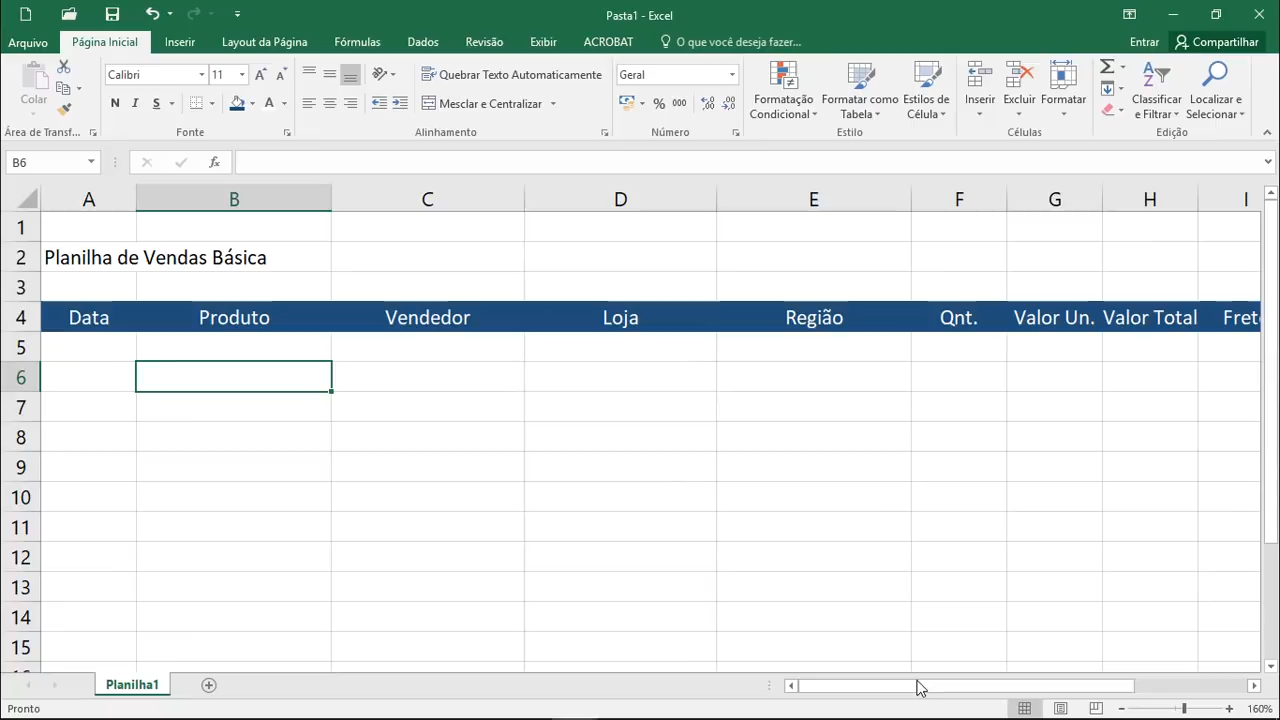 Pasta1 - Excel
Arquivo Página Inicial Inserir Layout da Página Fórmulas Dados Revisão Exibir ACROBAT O que você deseja fazer... Entrar Compartilhar
Colar
Calibri 11
N I S A
Quebrar Texto Automaticamente
Mesclar e Centralizar
Geral
% 000
Formatação Condicional
Formatar como Tabela
Estilos de Célula
Inserir Excluir Formatar
Classificar e Filtrar
Localizar e Selecionar
Área de Transf... Fonte Alinhamento Número Estilo Células Edição
B6 fx
A B C D E F G H I
1
2 Planilha de Vendas Básica
3
4 Data Produto Vendedor Loja Região Qnt. Valor Un. Valor Total Fret
5
6
7
8
9
10
11
12
13
14
15
Planilha1
Pronto 160%